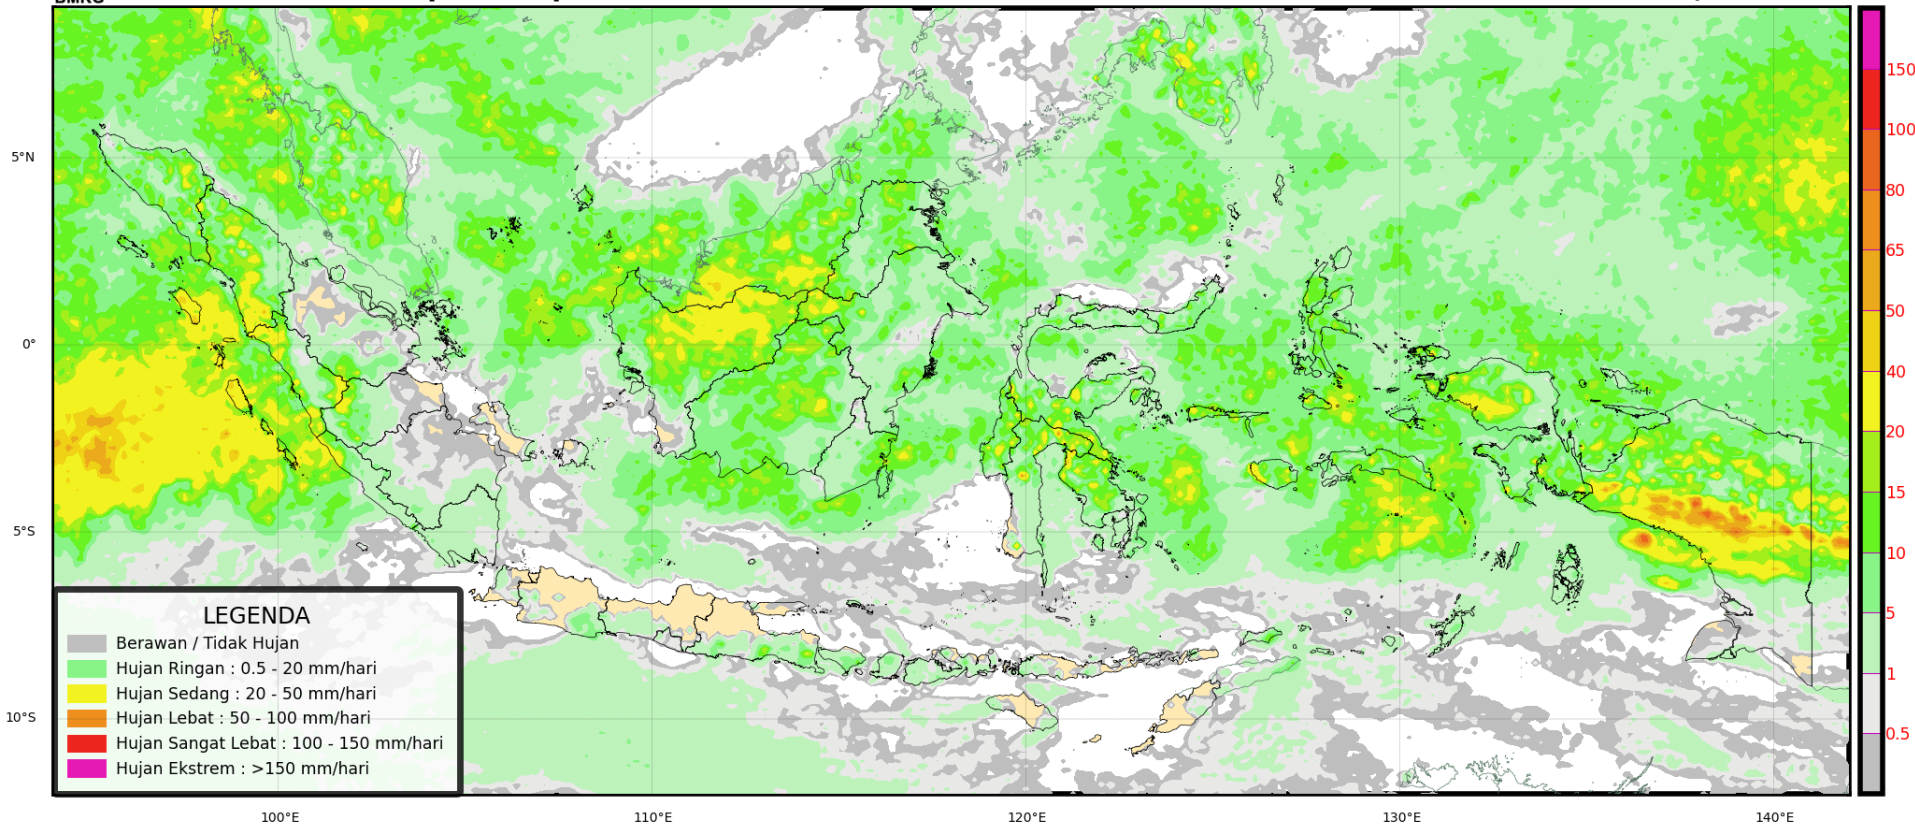 BMKG
5°N
0°
5°S
10°S
100°E
110°E
120°E
130°E
140°E
LEGENDA
Berawan / Tidak Hujan
Hujan Ringan : 0.5 - 20 mm/hari
Hujan Sedang : 20 - 50 mm/hari
Hujan Lebat : 50 - 100 mm/hari
Hujan Sangat Lebat : 100 - 150 mm/hari
Hujan Ekstrem : >150 mm/hari
150
100
80
65
50
40
20
15
10
5
1
0.5